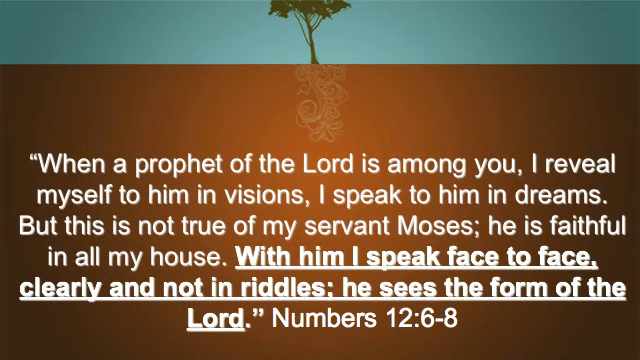 “When a prophet of the Lord is among you, I reveal
myself to him in visions, I speak to him in dreams.
But this is not true of my servant Moses; he is faithful
in all my house. With him I speak face to face,
clearly and not in riddles; he sees the form of the
Lord.” Numbers 12:6-8